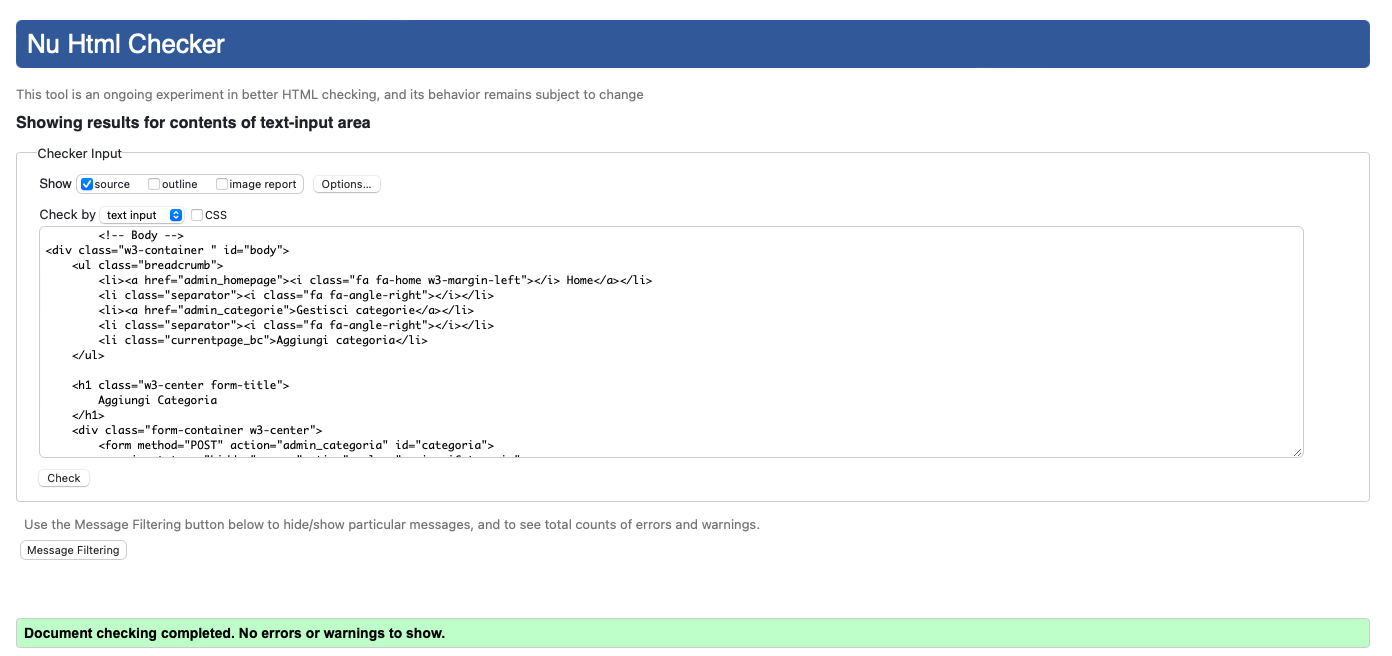 Nu Html Checker
This tool is an ongoing experiment in better HTML checking, and its behavior remains subject to change
Showing results for contents of text-input area
Checker Input
Show source outline image report Options...
Check by text input CSS
<!-- Body -->
<div class="w3-container " id="body">
<ul class="breadcrumb">
<li><a href="admin_homepage"><i class="fa fa-home w3-margin-left"></i> Home</a></li>
<li class="separator"><i class="fa fa-angle-right"></i></li>
<li><a href="admin_categorie">Gestisci categorie</a></li>
<li class="separator"><i class="fa fa-angle-right"></i></li>
<li class="currentpage_bc">Aggiungi categoria</li>
</ul>
<h1 class="w3-center form-title">
Aggiungi Categoria
</h1>
<div class="form-container w3-center">
<form method="POST" action="admin_categoria" id="categoria">
Check
Use the Message Filtering button below to hide/show particular messages, and to see total counts of errors and warnings.
Message Filtering
Document checking completed. No errors or warnings to show.